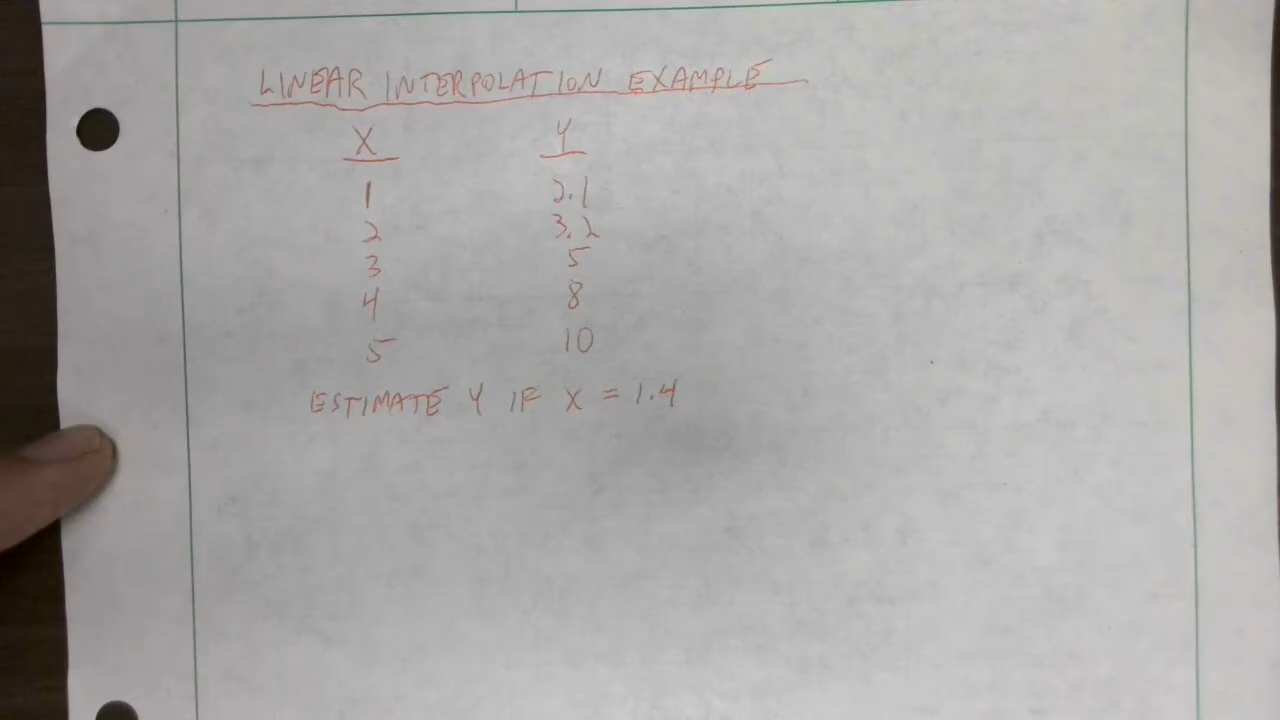 LINEAR INTERPOLATION EXAMPLE
X Y
1 2.1
2 3.2
3 5
4 8
5 10
ESTIMATE Y IF X = 1.4